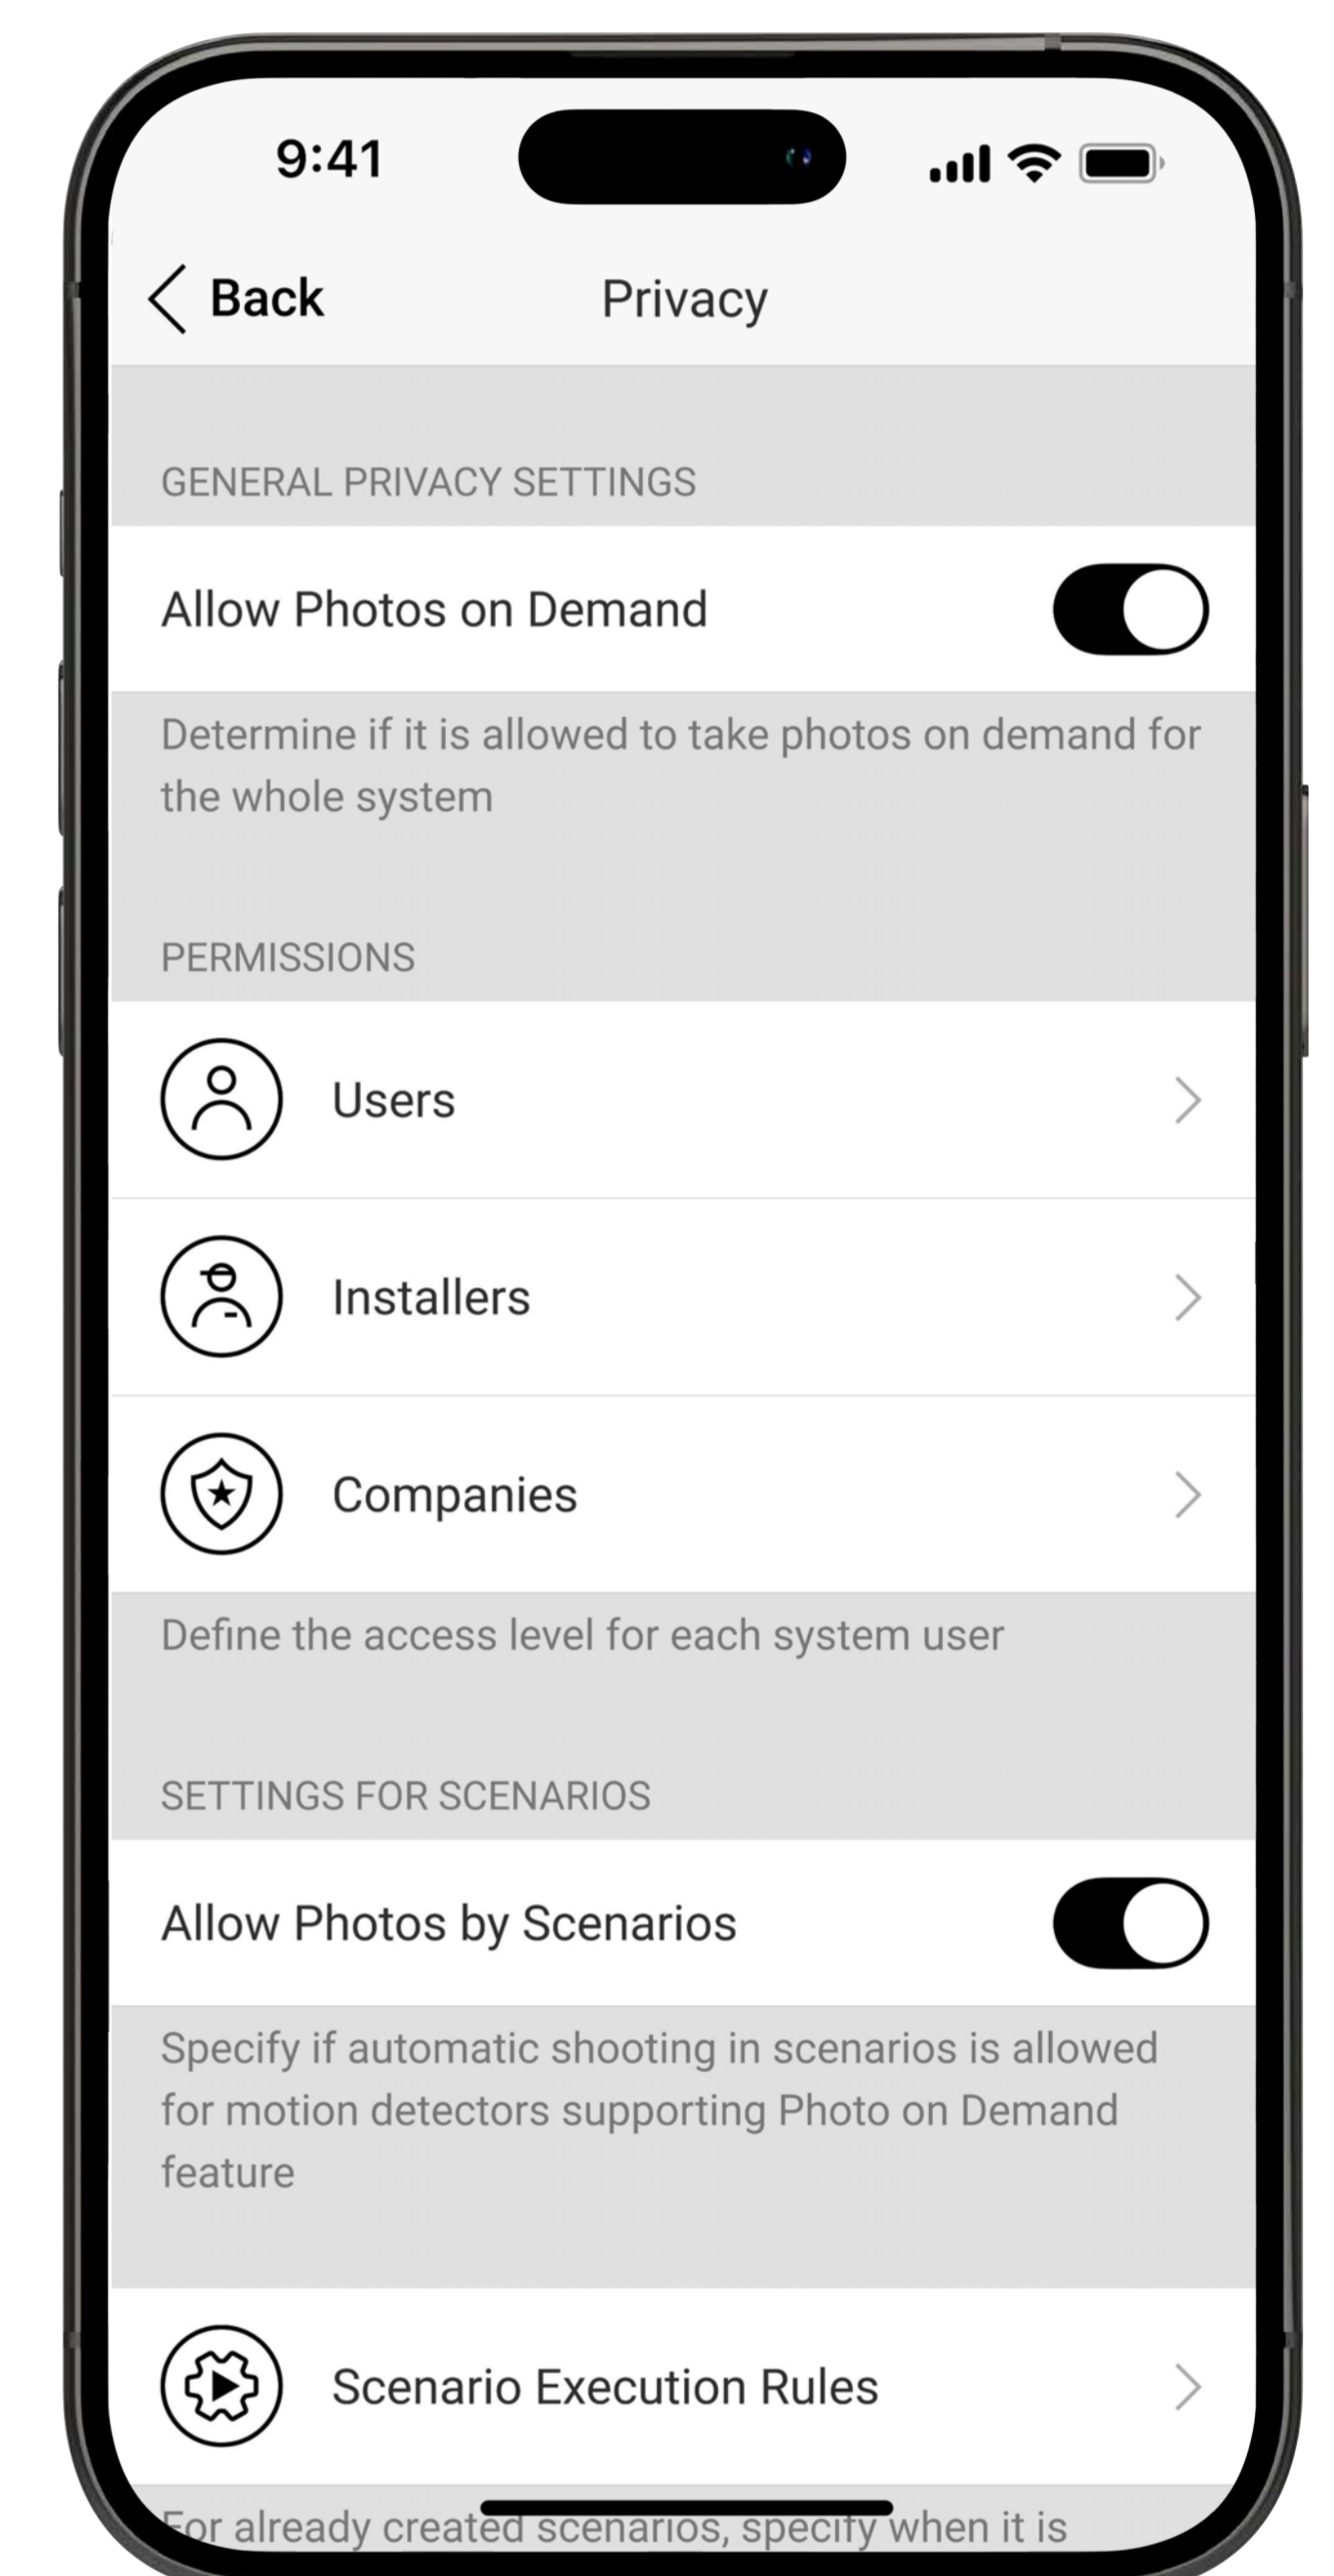 9:41
Back
Privacy
GENERAL PRIVACY SETTINGS
Allow Photos on Demand
Determine if it is allowed to take photos on demand for
the whole system
PERMISSIONS
Users
Installers
Companies
Define the access level for each system user
SETTINGS FOR SCENARIOS
Allow Photos by Scenarios
Specify if automatic shooting in scenarios is allowed
for motion detectors supporting Photo on Demand
feature
Scenario Execution Rules
For already created scenarios, specify when it is